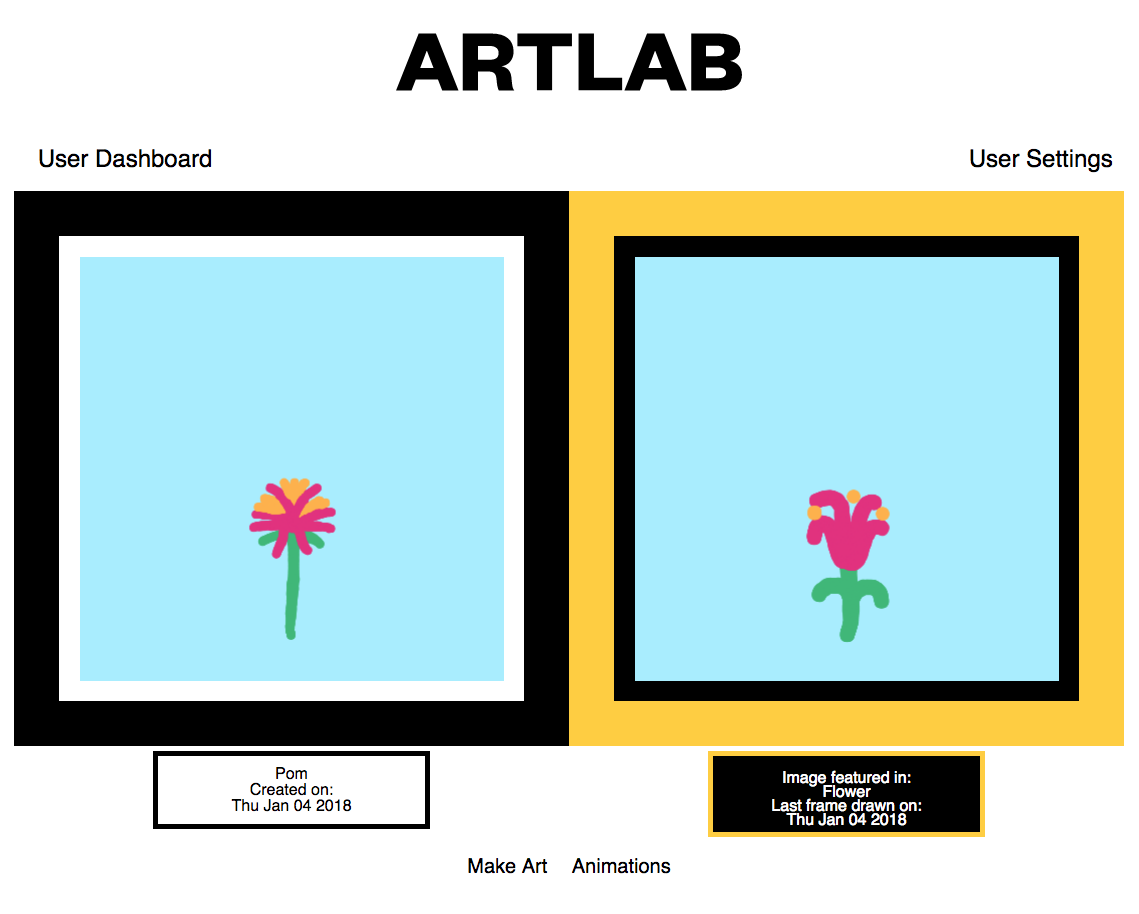 ARTLAB
User Dashboard
User Settings
Pom
Created on:
Thu Jan 04 2018
Image featured in:
Flower
Last frame drawn on:
Thu Jan 04 2018
Make Art
Animations